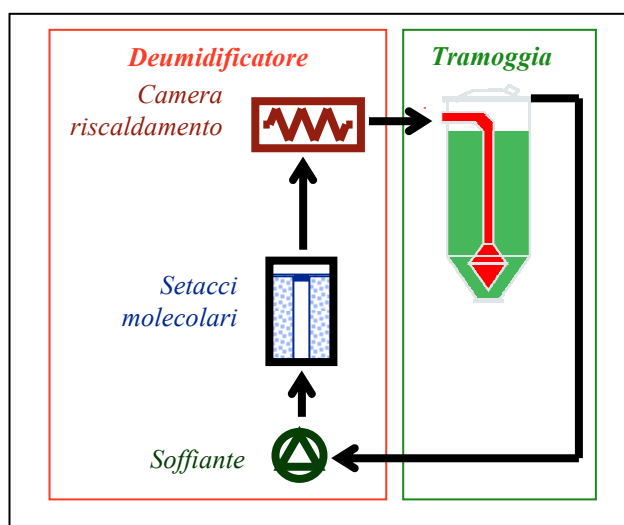 Deumidificatore
Tramoggia
Camera
riscaldamento
Setacci
molecolari
Soffiante